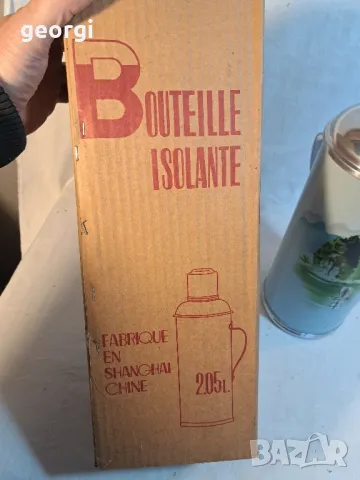 georgi
BOUTEILLE
ISOLANTE
FABRIQUE
EN
SHANGHAI
CHINE
2.05L.
BAZAR